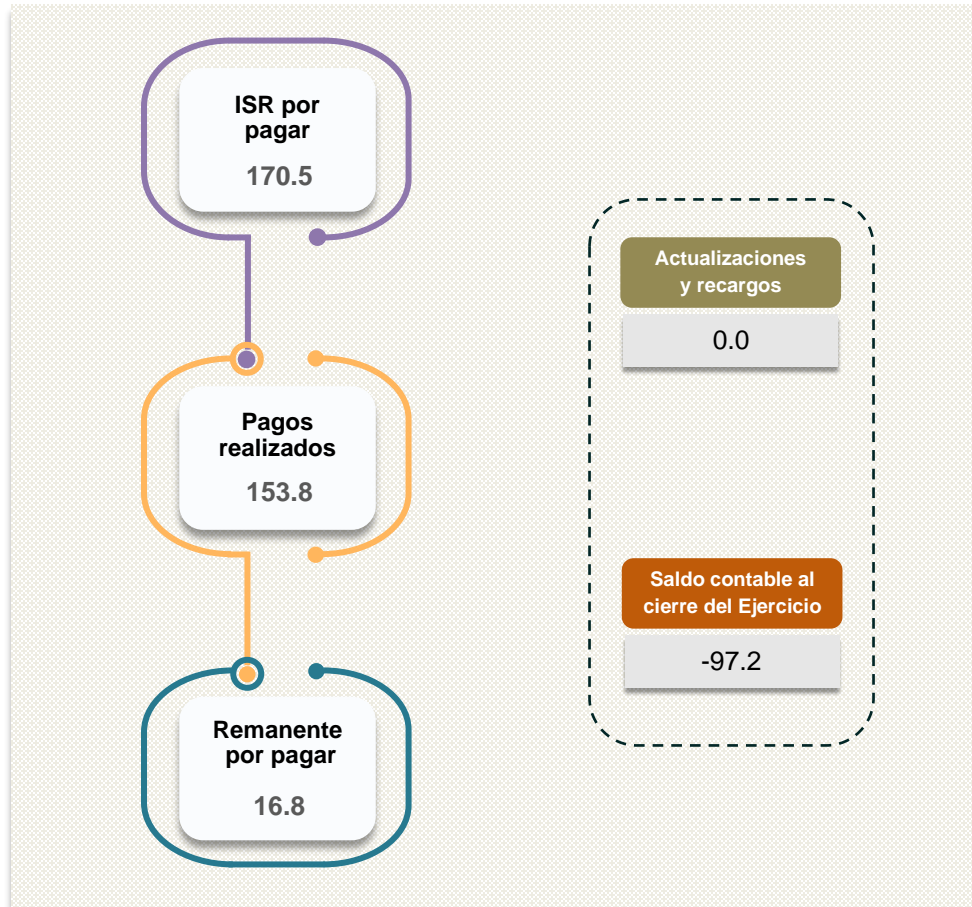 ISR por
pagar
170.5
Pagos
realizados
153.8
Remanente
por pagar
16.8
Actualizaciones
y recargos
0.0
Saldo contable al
cierre del Ejercicio
-97.2